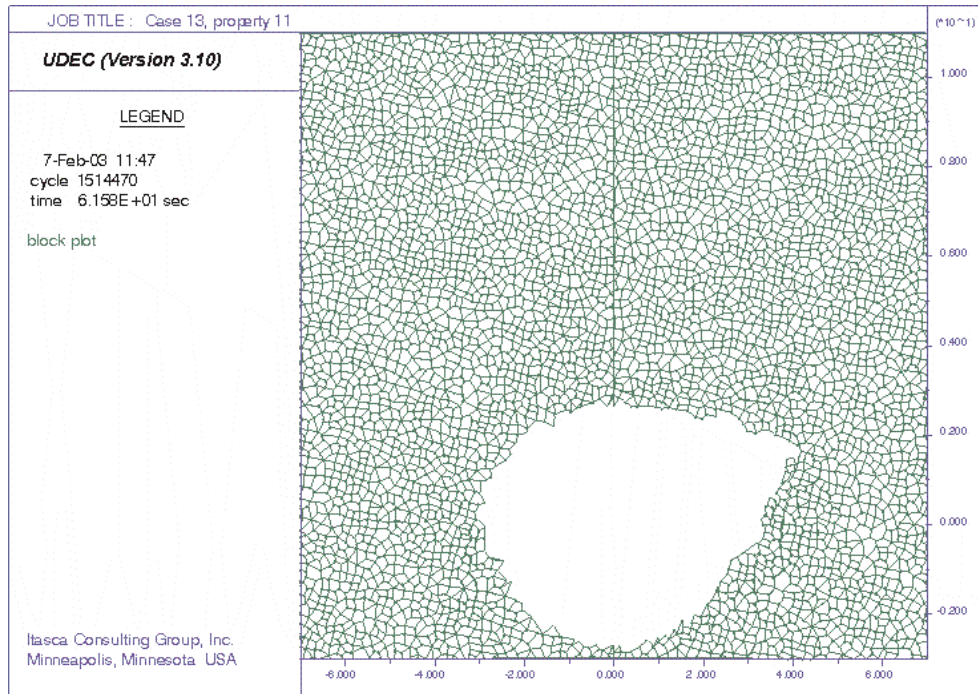 JOB TITLE : Case 13, property 11
(*10^1)
UDEC (Version 3.10)
LEGEND
7-Feb-03 11:47
cycle 1514470
time 6.158E+01 sec
block plot
Itasca Consulting Group, Inc.
Minneapolis, Minnesota USA
1.000
0.800
0.600
0.400
0.200
0.000
-0.200
-6.000 -4.000 -2.000 0.000 2.000 4.000 6.000